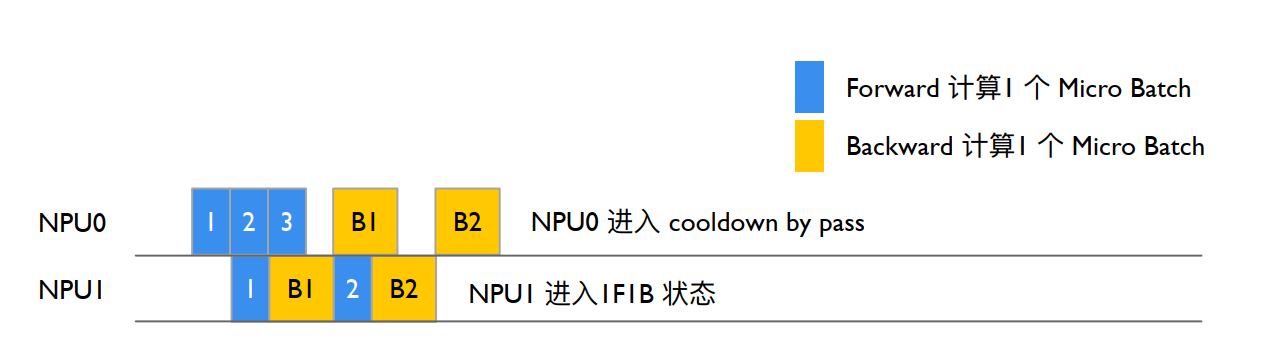 Forward 计算1 个 Micro Batch
Backward 计算1 个 Micro Batch
NPU0 1 2 3 B1 B2 NPU0 进入 cooldown by pass
NPU1 1 B1 2 B2 NPU1 进入1F1B 状态